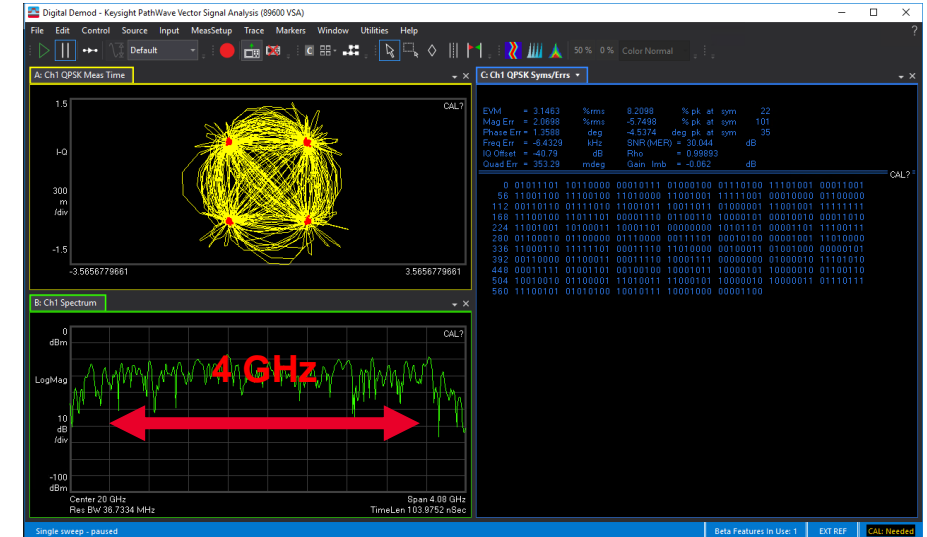 Digital Demod - Keysight PathWave Vector Signal Analysis (89600 VSA)
File Edit Control Source Input MeasSetup Trace Markers Window Utilities Help ?
Default 50 % 0 % Color Normal
A: Ch1 QPSK Meas Time
1.5 CAL?
I-Q
300
m
/div
-1.5
-3.5656779661 3.5656779661
B: Ch1 Spectrum
0 CAL?
dBm
4 GHz
LogMag
10
dB
/div
-100
dBm
Center 20 GHz Span 4.08 GHz
Res BW 36.7334 MHz TimeLen 103.9752 nSec
C: Ch1 QPSK Syms/Errs
EVM = 3.1463 %rms 8.2098 % pk at sym 22
Mag Err = 2.0698 %rms -5.7498 % pk at sym 101
Phase Err = 1.3508 deg -4.5374 deg pk at sym 35
Freq Err = -6.4329 kHz SNR(MER) = 30.044 dB
IQ Offset = -40.79 dB Rho = 0.99893
Quad Err = 353.29 mdeg Gain Imb = -0.062 dB
CAL?
0 01011101 10110000 00010111 01000100 01110100 11101001 00011001
56 11001100 11100100 11010000 11001001 11111001 00010000 01100000
112 00110110 01111010 11001011 10011011 01000001 11001001 11111111
168 11100100 11011101 00001110 01100110 10000101 00010010 00011010
224 11001001 10100011 10001101 00000000 10101101 00001101 11100111
280 01100010 01100000 01110000 00111101 00010100 00001001 11010000
336 11000110 11111101 00011110 11010000 00100011 01001000 00000101
392 00110000 01100011 00011110 10001111 00000000 01000010 11101010
448 00011111 01001101 00100100 10001011 10000101 10000010 01100110
504 10010010 01100001 11010011 11000101 10000010 10000011 01110111
560 11100101 01010100 10010111 10001000 00001100
Single sweep - paused Beta Features In Use: 1 EXT REF CAL: Needed